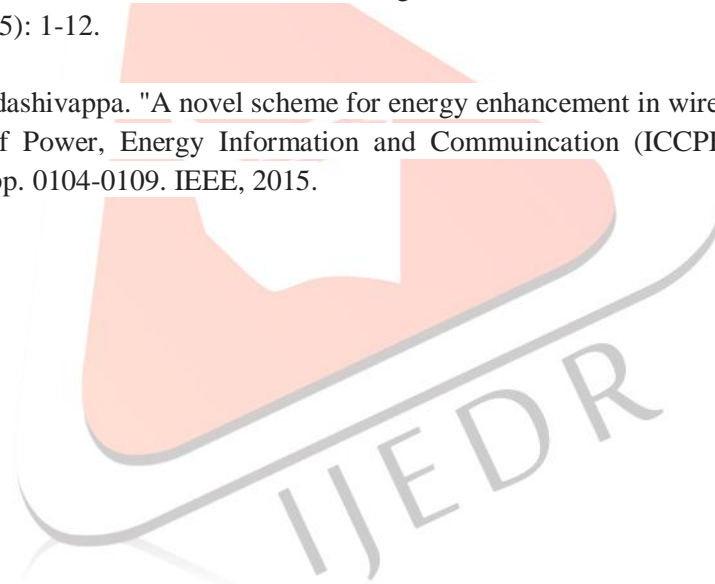 5): 1-12.
dashivappa. "A novel scheme for energy enhancement in wire
f Power, Energy Information and Commuincation (ICCPI
pp. 0104-0109. IEEE, 2015.
IJEDR